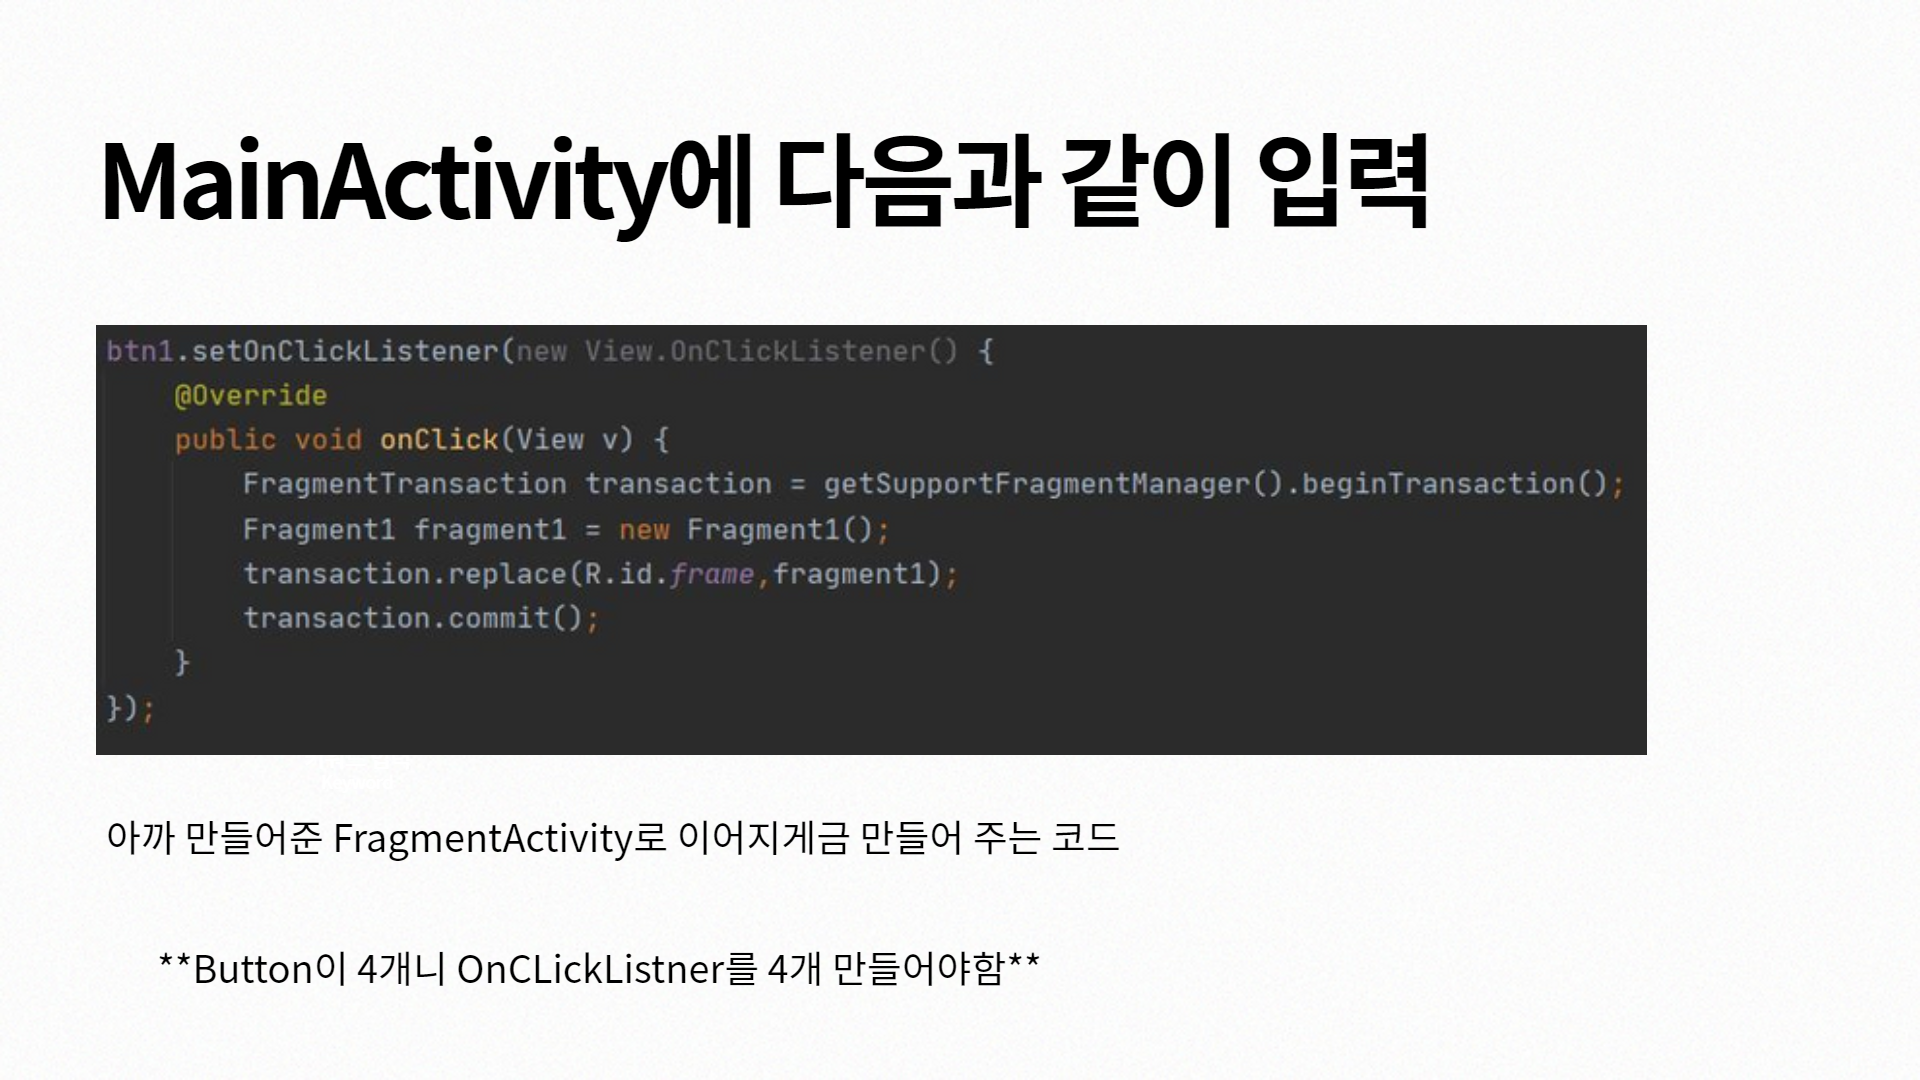 MainActivity에 다음과 같이 입력
btn1.setOnClickListener(new View.OnClickListener() {
    @Override
    public void onClick(View v) {
        FragmentTransaction transaction = getSupportFragmentManager().beginTransaction();
        Fragment1 fragment1 = new Fragment1();
        transaction.replace(R.id.frame,fragment1);
        transaction.commit();
    }
});
아까 만들어준 FragmentActivity로 이어지게금 만들어 주는 코드
**Button이 4개니 OnCLickListner를 4개 만들어야함**